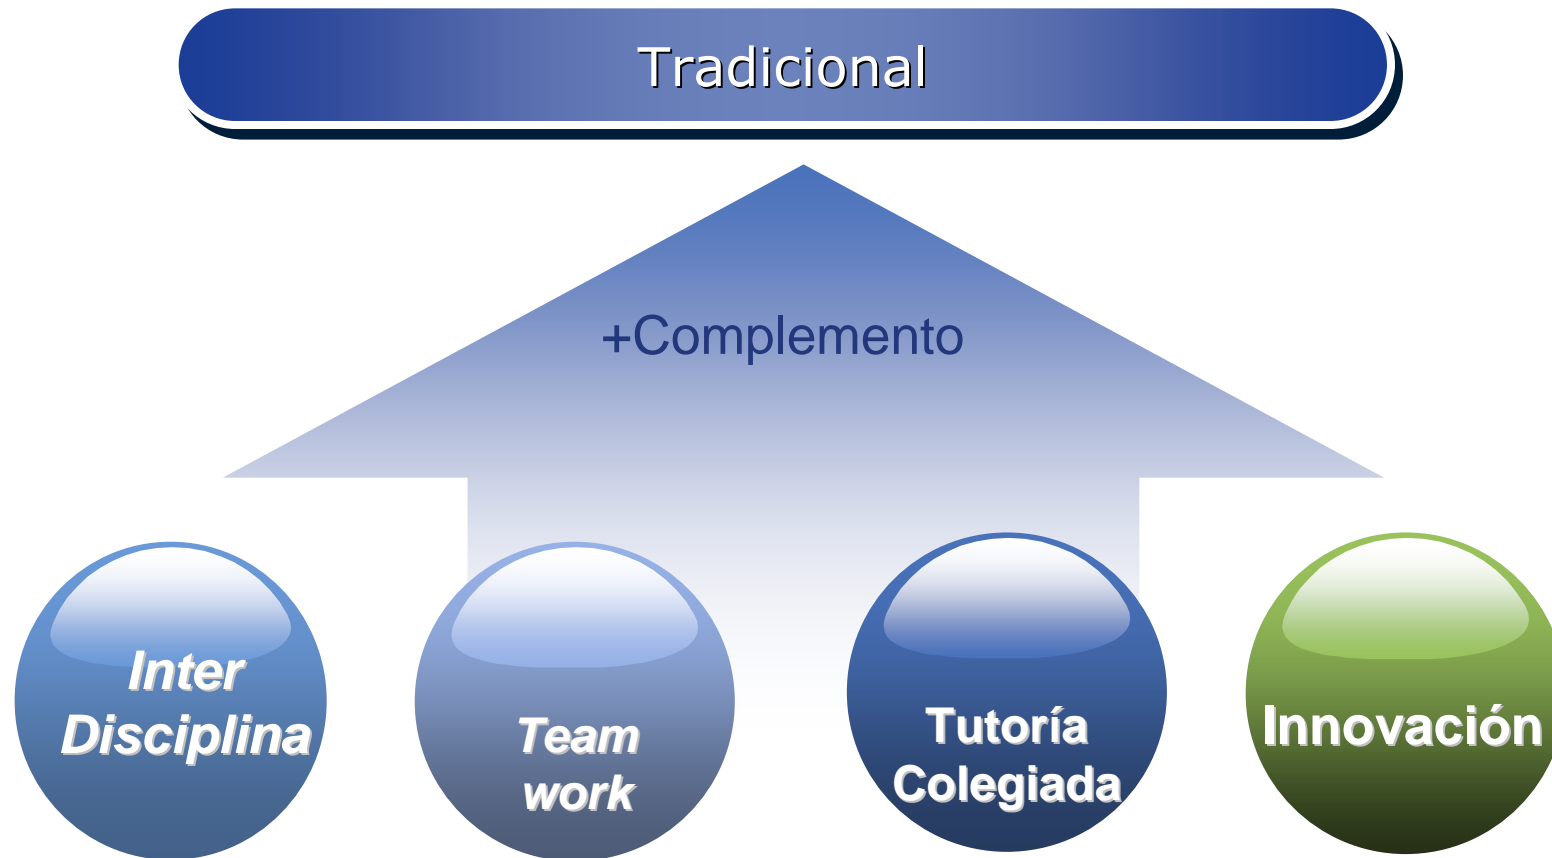 Tradicional
+Complemento
Inter
Disciplina
Team
work
Tutoría
Colegiada
Innovación